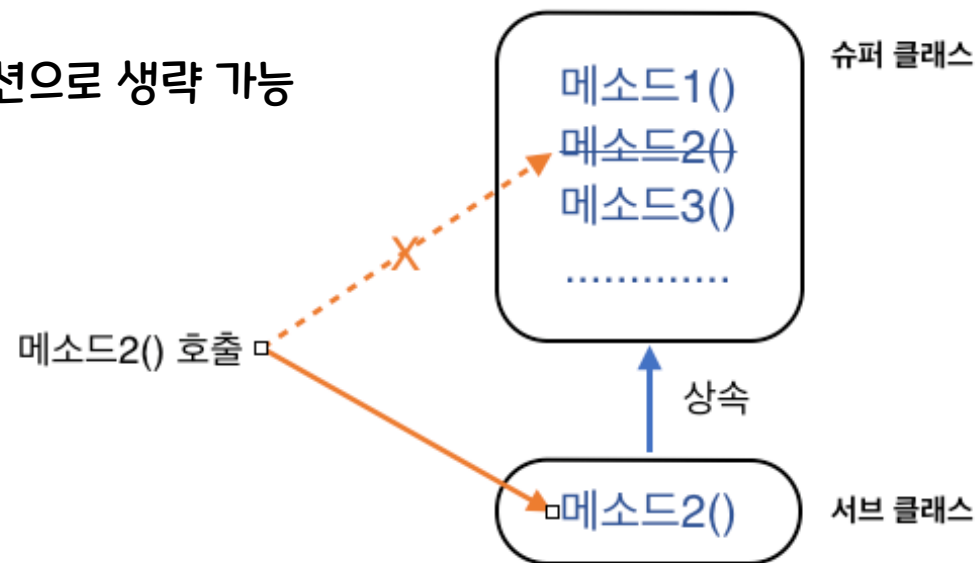 션으로 생략 가능
슈퍼 클래스
메소드1()
메소드2()
메소드3()
.............
X
메소드2() 호출
상속
메소드2()
서브 클래스